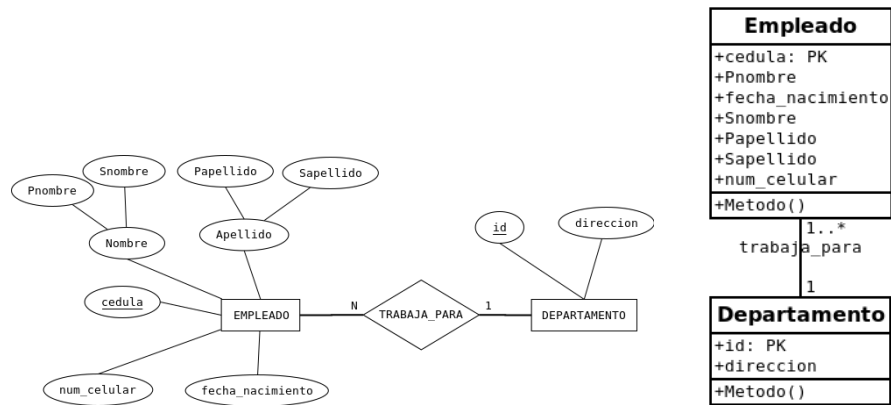 Snombre
Pnombre
Nombre
Papellido
Sapellido
Apellido
cedula
EMPLEADO
num_celular
fecha_nacimiento
N
TRABAJA_PARA
1
id
direccion
DEPARTAMENTO
Empleado
+cedula: PK
+Pnombre
+fecha_nacimiento
+Snombre
+Papellido
+Sapellido
+num_celular
+Metodo()
1..*
trabaja_para
1
Departamento
+id: PK
+direccion
+Metodo()